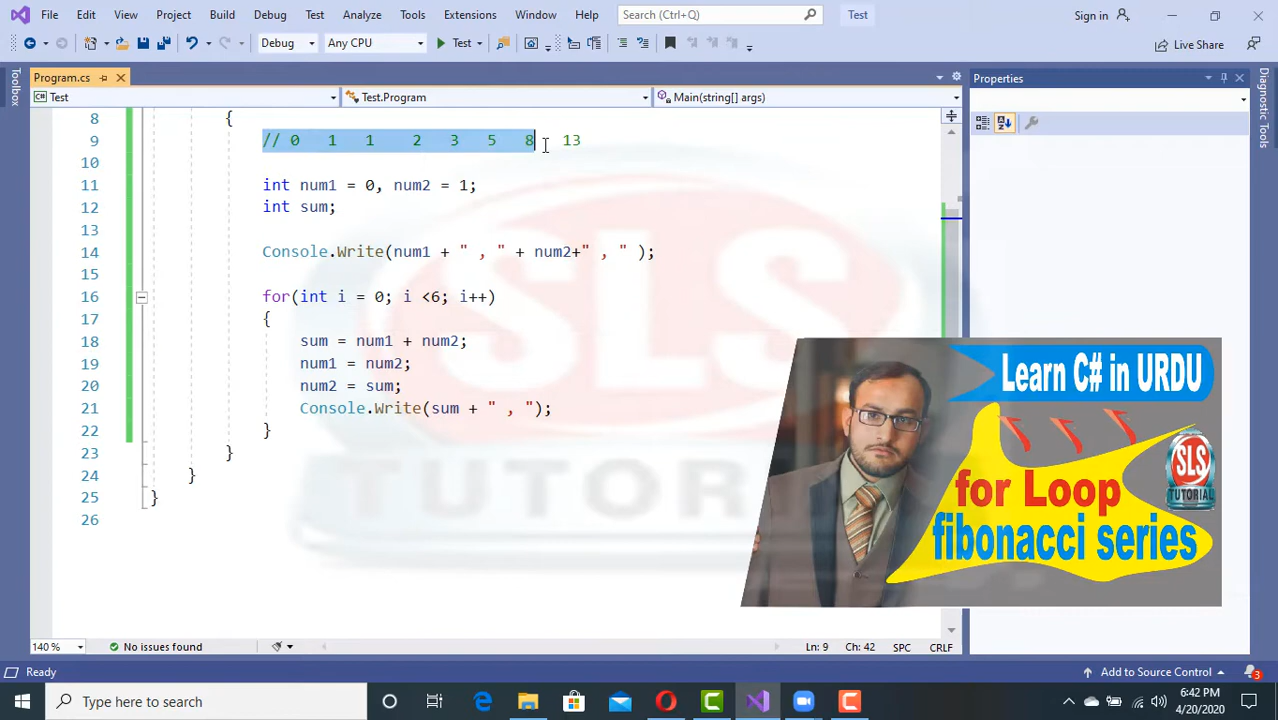 File Edit View Project Build Debug Test Analyze Tools Extensions Window Help Search (Ctrl+Q) Test Sign in
Debug Any CPU Test Live Share
Toolbox
Program.cs
Test Test.Program Main(string[] args)
Properties
Diagnostic Tools
8 {
9 // 0 1 1 2 3 5 8 13
10
11 int num1 = 0, num2 = 1;
12 int sum;
13
14 Console.Write(num1 + " , " + num2+" , " );
15
16 for(int i = 0; i <6; i++)
17 {
18 sum = num1 + num2;
19 num1 = num2;
20 num2 = sum;
21 Console.Write(sum + " , ");
22 }
23 }
24 }
25 }
26
SLS
TUTORIAL
Learn C# in URDU
for Loop
fibonacci series
SLS
TUTORIAL
140 % No issues found Ln: 9 Ch: 42 SPC CRLF
Ready Add to Source Control 3
Type here to search
6:42 PM
4/20/2020